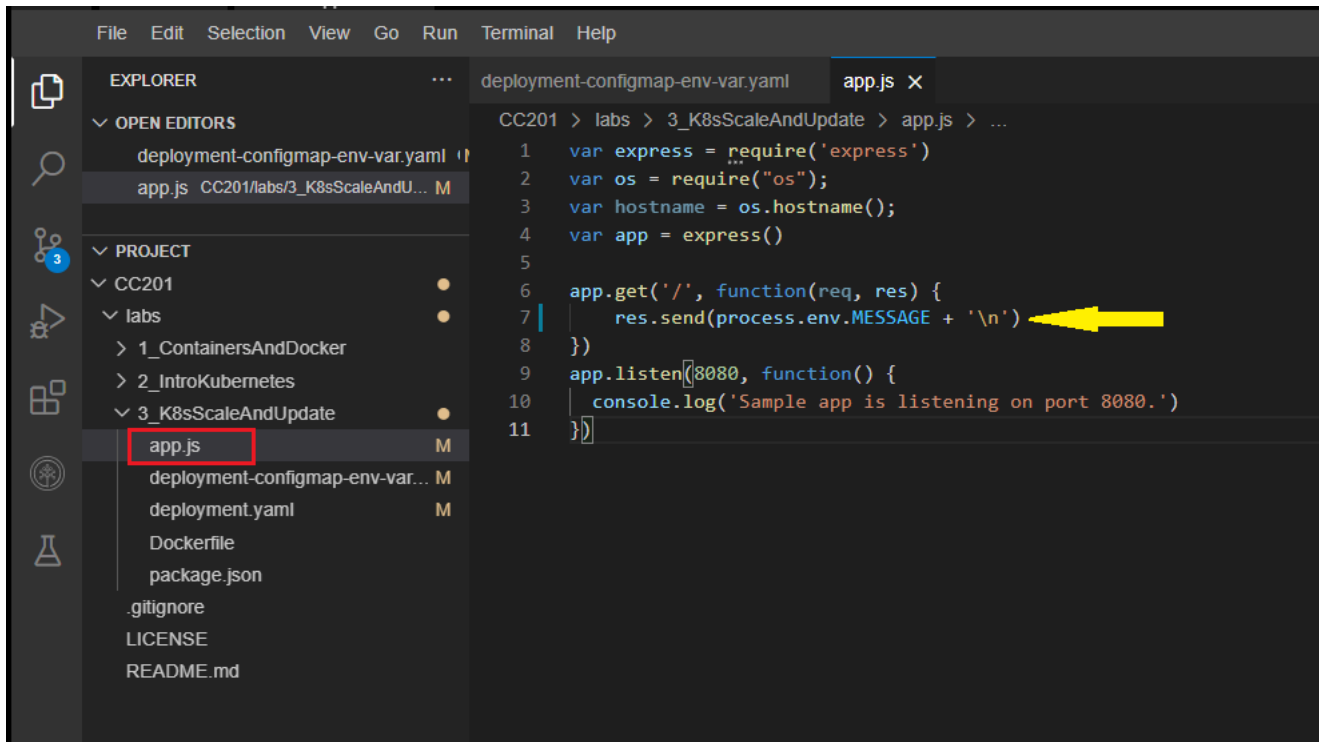 File Edit Selection View Go Run Terminal Help
EXPLORER ...
OPEN EDITORS
deployment-configmap-env-var.yaml
app.js CC201/labs/3_K8sScaleAndU... M
PROJECT
CC201
labs
1_ContainersAndDocker
2_IntroKubernetes
3_K8sScaleAndUpdate
app.js M
deployment-configmap-env-var... M
deployment.yaml M
Dockerfile
package.json
.gitignore
LICENSE
README.md
3
deployment-configmap-env-var.yaml app.js ×
CC201 > labs > 3_K8sScaleAndUpdate > app.js > ...
1 var express = require('express')
2 var os = require("os");
3 var hostname = os.hostname();
4 var app = express()
5
6 app.get('/', function(req, res) {
7 res.send(process.env.MESSAGE + '\n')
8 })
9 app.listen(8080, function() {
10 console.log('Sample app is listening on port 8080.')
11 })